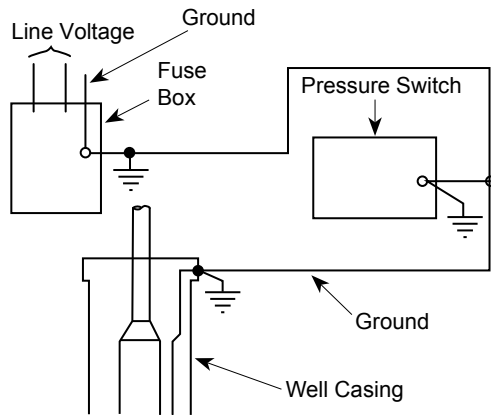 Line Voltage
Ground
Fuse
Box
Pressure Switch
Ground
Well Casing